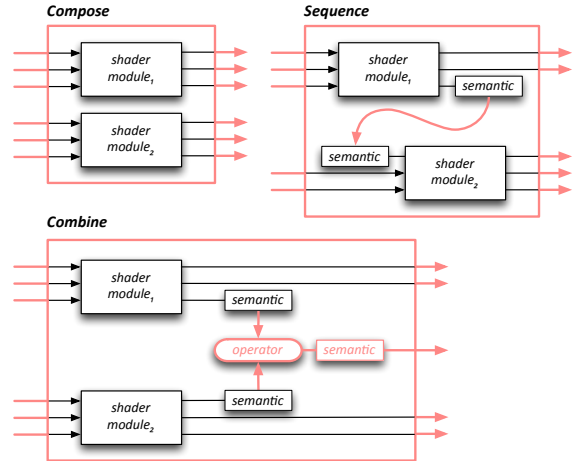 Compose
shader
module₁
shader
module₂
Sequence
shader
module₁
semantic
semantic
shader
module₂
Combine
shader
module₁
semantic
operator
semantic
semantic
shader
module₂